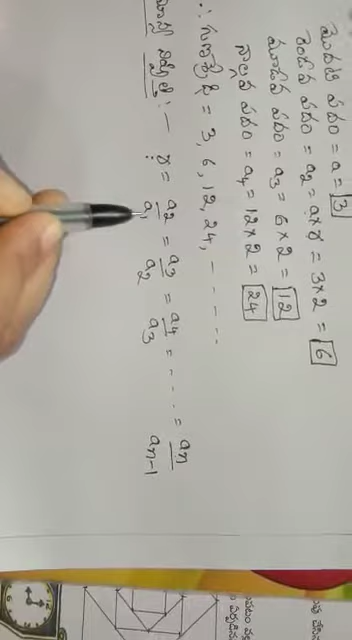 మొదటి పదం = a = 3
రెండవ పదం = a2 = a×r = 3×2 = 6
మూడవ పదం = a3 = 6×2 = 12
నాల్గవ పదం = a4 = 12×2 = 24
∴ గుణశ్రేఢి = 3, 6, 12, 24, - - - - -
సామాన్య నిష్పత్తి :- r = a2/a1 = a3/a2 = a4/a3 = - - - - = an/an-1